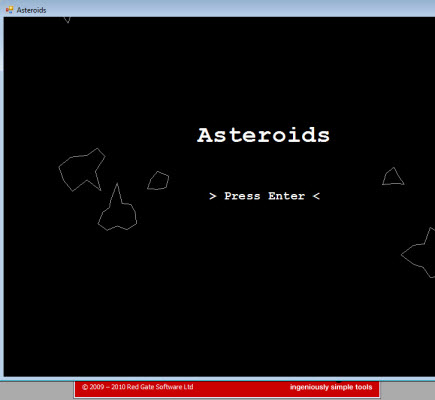 Asteroids
Asteroids
> Press Enter <
© 2009 – 2010 Red Gate Software Ltd
ingeniously simple tools